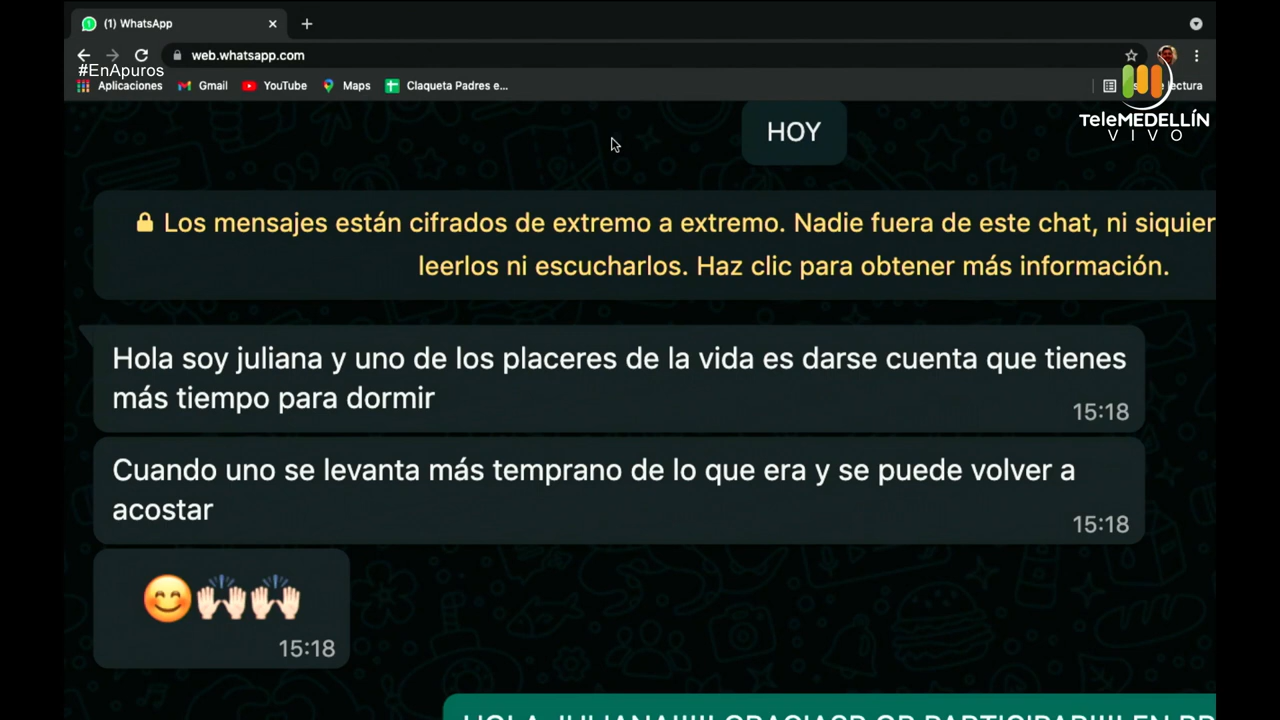 (1) WhatsApp
web.whatsapp.com
#EnApuros
Aplicaciones Gmail YouTube Maps Claqueta Padres e... lectura
TeleMEDELLÍN
VIVO
HOY
Los mensajes están cifrados de extremo a extremo. Nadie fuera de este chat, ni siquier
leerlos ni escucharlos. Haz clic para obtener más información.
Hola soy juliana y uno de los placeres de la vida es darse cuenta que tienes
más tiempo para dormir
15:18
Cuando uno se levanta más temprano de lo que era y se puede volver a
acostar
15:18
15:18